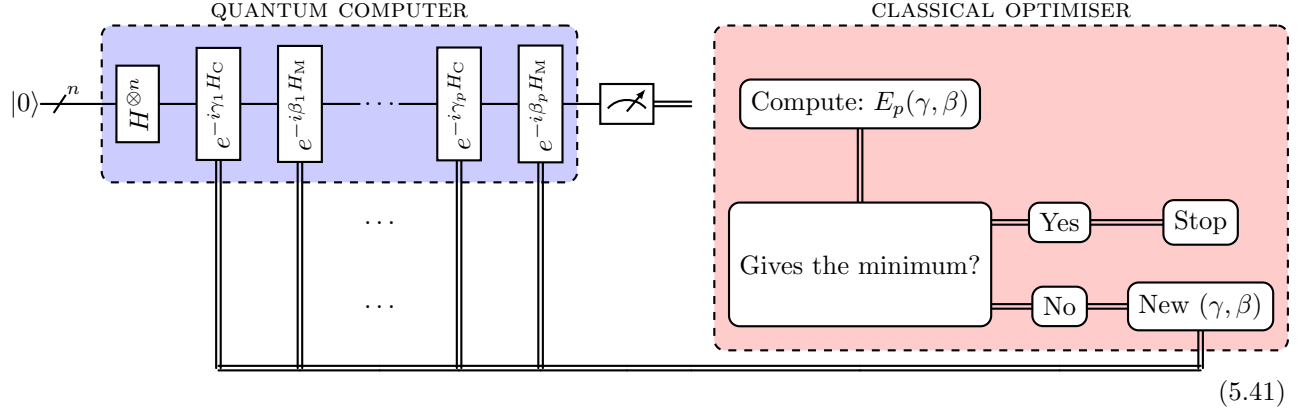 QUANTUM COMPUTER
CLASSICAL OPTIMISER
|0⟩
n
H^{⊗n}
e^{-iγ_1 H_C}
e^{-iβ_1 H_M}
···
e^{-iγ_p H_C}
e^{-iβ_p H_M}
Compute: E_p(γ, β)
···
Gives the minimum?
Yes
Stop
···
No
New (γ, β)
(5.41)